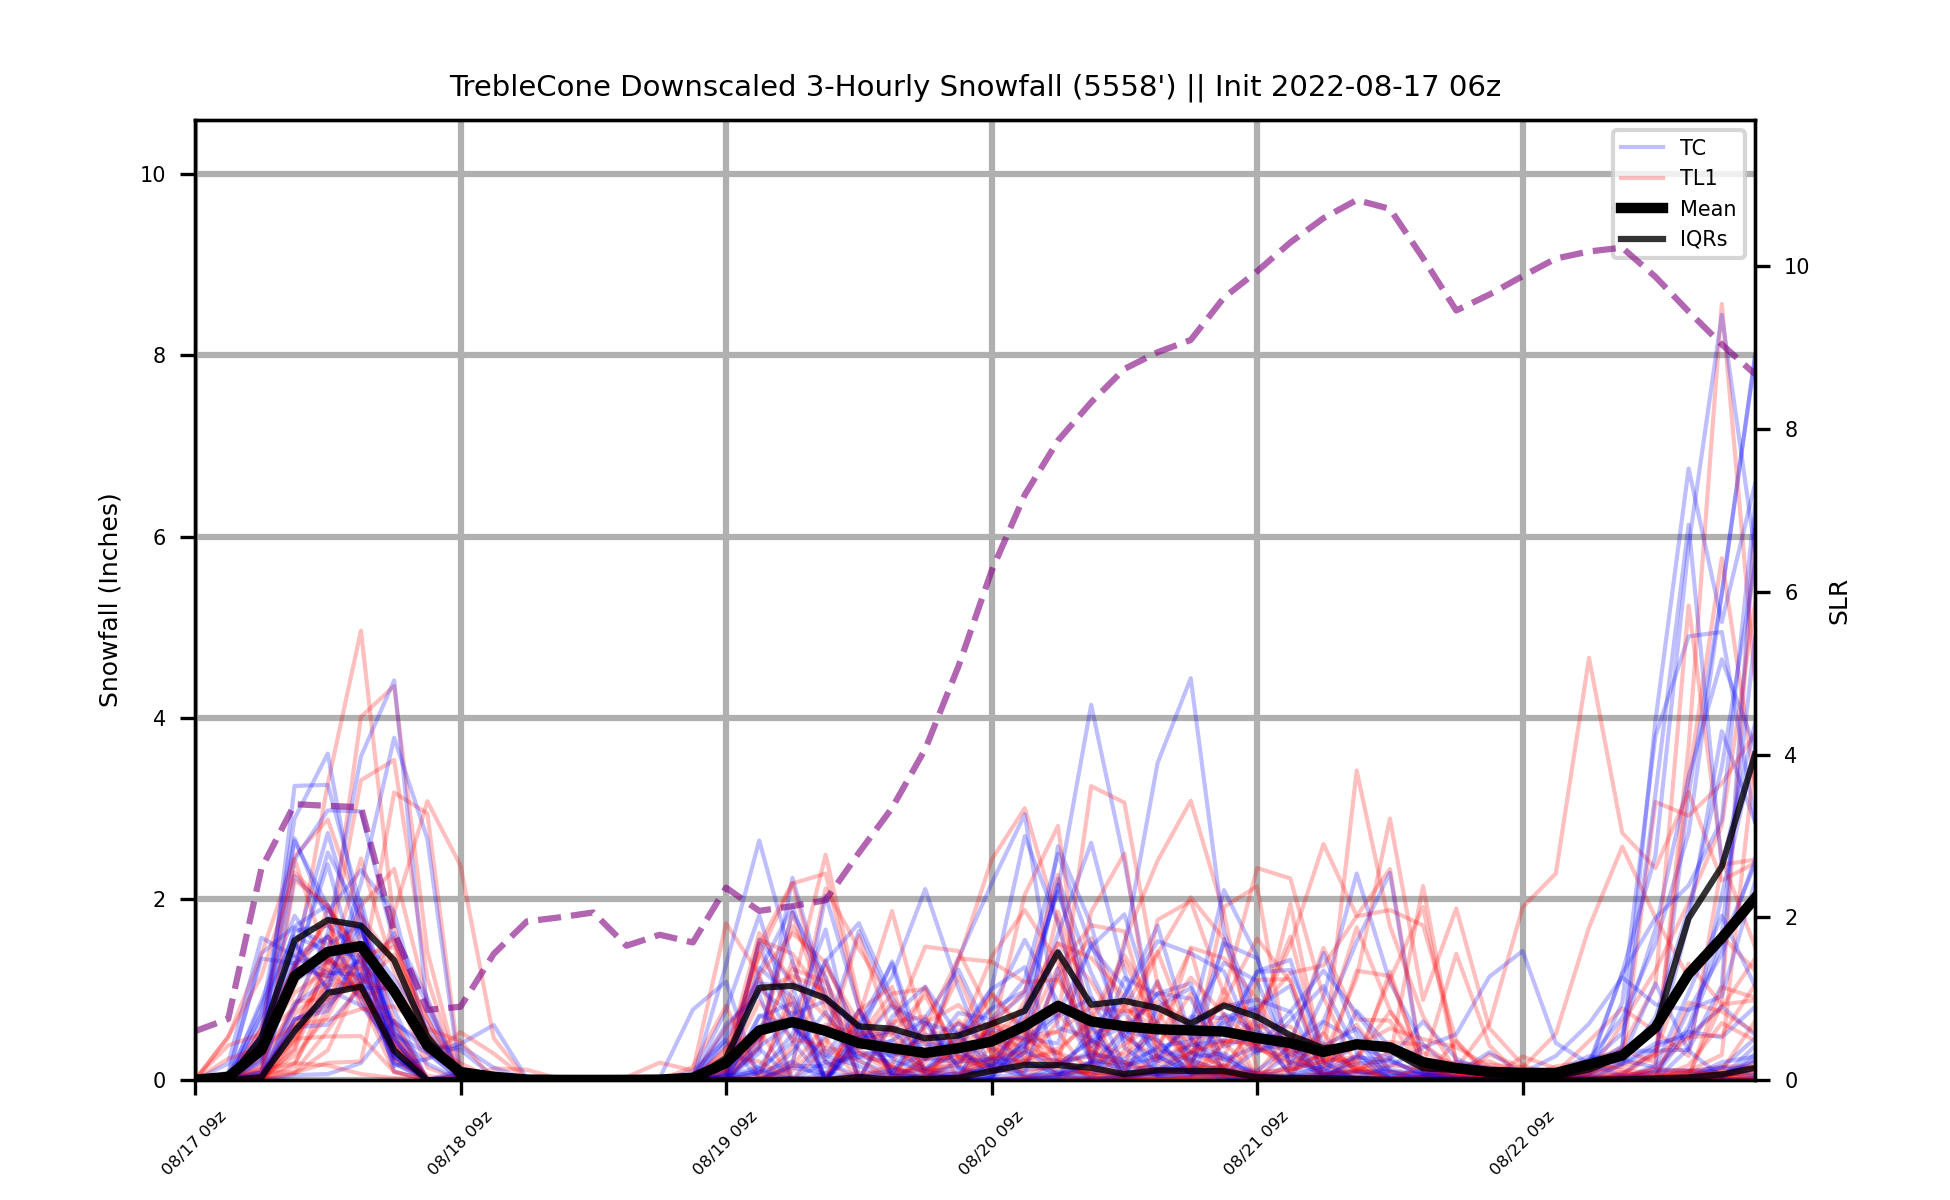 TrebleCone Downscaled 3-Hourly Snowfall (5558') || Init 2022-08-17 06z
TC
TL1
Mean
IQRs
Snowfall (Inches)
10
8
6
4
2
0
SLR
10
8
6
4
2
0
08/17 09z
08/18 09z
08/19 09z
08/20 09z
08/21 09z
08/22 09z